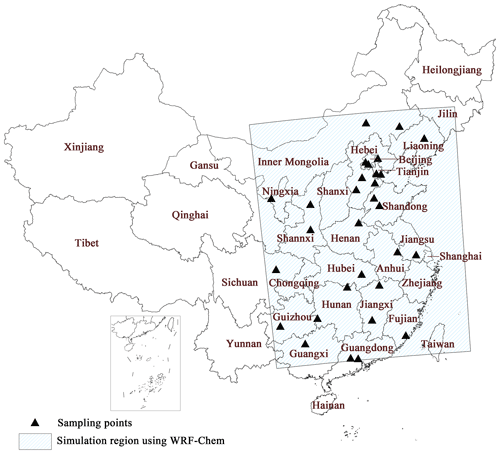 Heilongjiang
Jilin
Xinjiang
Gansu
Inner Mongolia
Hebei
Liaoning
Beijing
Tianjin
Ningxia
Shanxi
Qinghai
Shandong
Tibet
Shannxi
Henan
Jiangsu
Shanghai
Sichuan
Chongqing
Hubei
Anhui
Zhejiang
Hunan
Jiangxi
Guizhou
Fujian
Yunnan
Guangxi
Guangdong
Taiwan
Hainan
Sampling points
Simulation region using WRF-Chem